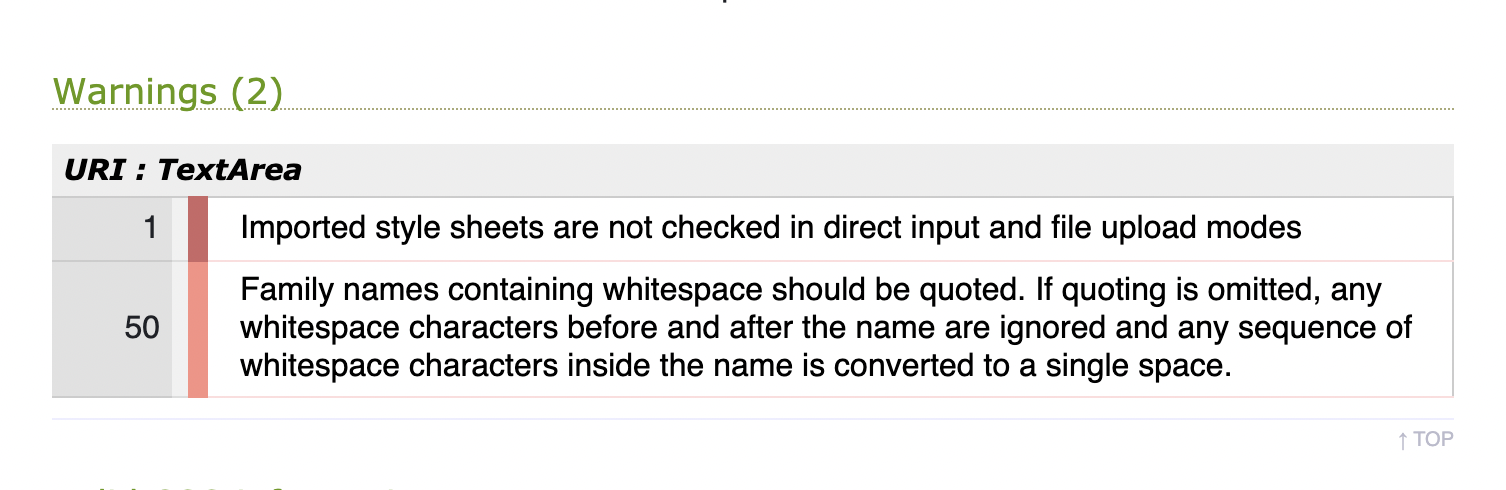 Warnings (2)
URI : TextArea
1 Imported style sheets are not checked in direct input and file upload modes
50 Family names containing whitespace should be quoted. If quoting is omitted, any
whitespace characters before and after the name are ignored and any sequence of
whitespace characters inside the name is converted to a single space.
↑ TOP